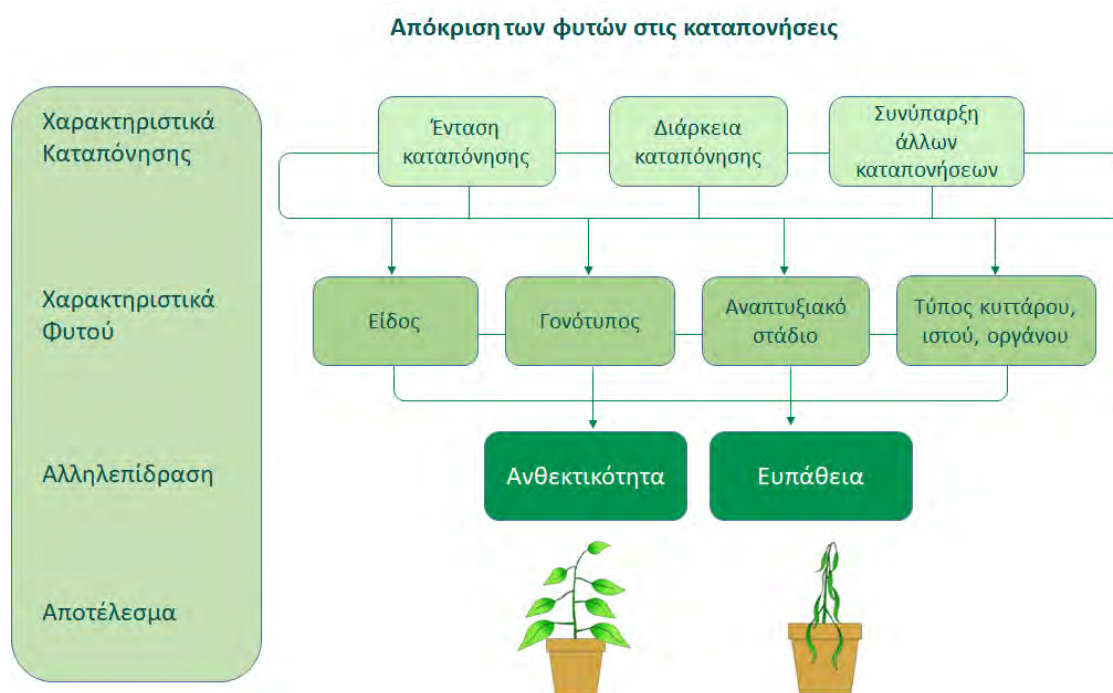 Απόκριση των φυτών στις καταπονήσεις
Χαρακτηριστικά
Καταπόνησης
Ένταση
καταπόνησης
Διάρκεια
καταπόνησης
Συνύπαρξη
άλλων
καταπονήσεων
Χαρακτηριστικά
Φυτού
Είδος
Γονότυπος
Αναπτυξιακό
στάδιο
Τύπος κυττάρου,
ιστού, οργάνου
Αλληλεπίδραση
Ανθεκτικότητα
Ευπάθεια
Αποτέλεσμα